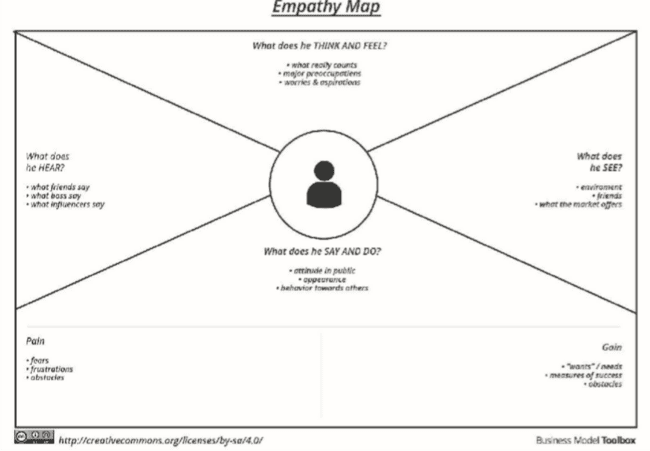 Empathy Map
What does he THINK AND FEEL?
• what really counts
• major preoccupations
• worries & aspirations
What does
he HEAR?
• what friends say
• what boss say
• what influencers say
What does
he SEE?
• enviroment
• friends
• what the market offers
What does he SAY AND DO?
• attitude in public
• appearance
• behavior towards others
Pain
• fears
• frustrations
• obstacles
Gain
• "wants" / needs
• measures of success
• obstacles
http://creativecommons.org/licenses/by-sa/4.0/
Business Model Toolbox